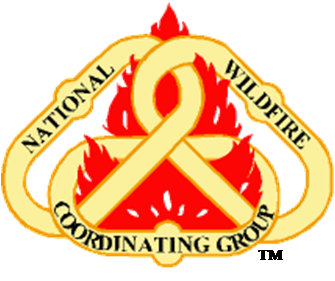 NATIONAL
WILDFIRE
COORDINATING GROUP
TM